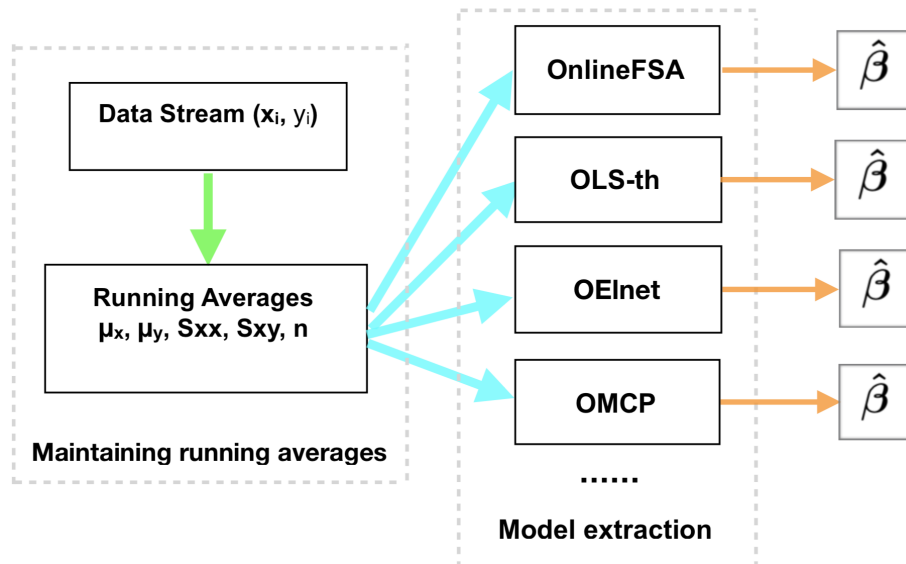 Data Stream (xᵢ, yᵢ)
Running Averages
μₓ, μᵧ, Sxx, Sxy, n
Maintaining running averages
OnlineFSA
OLS-th
OElnet
OMCP
......
Model extraction
β̂
β̂
β̂
β̂